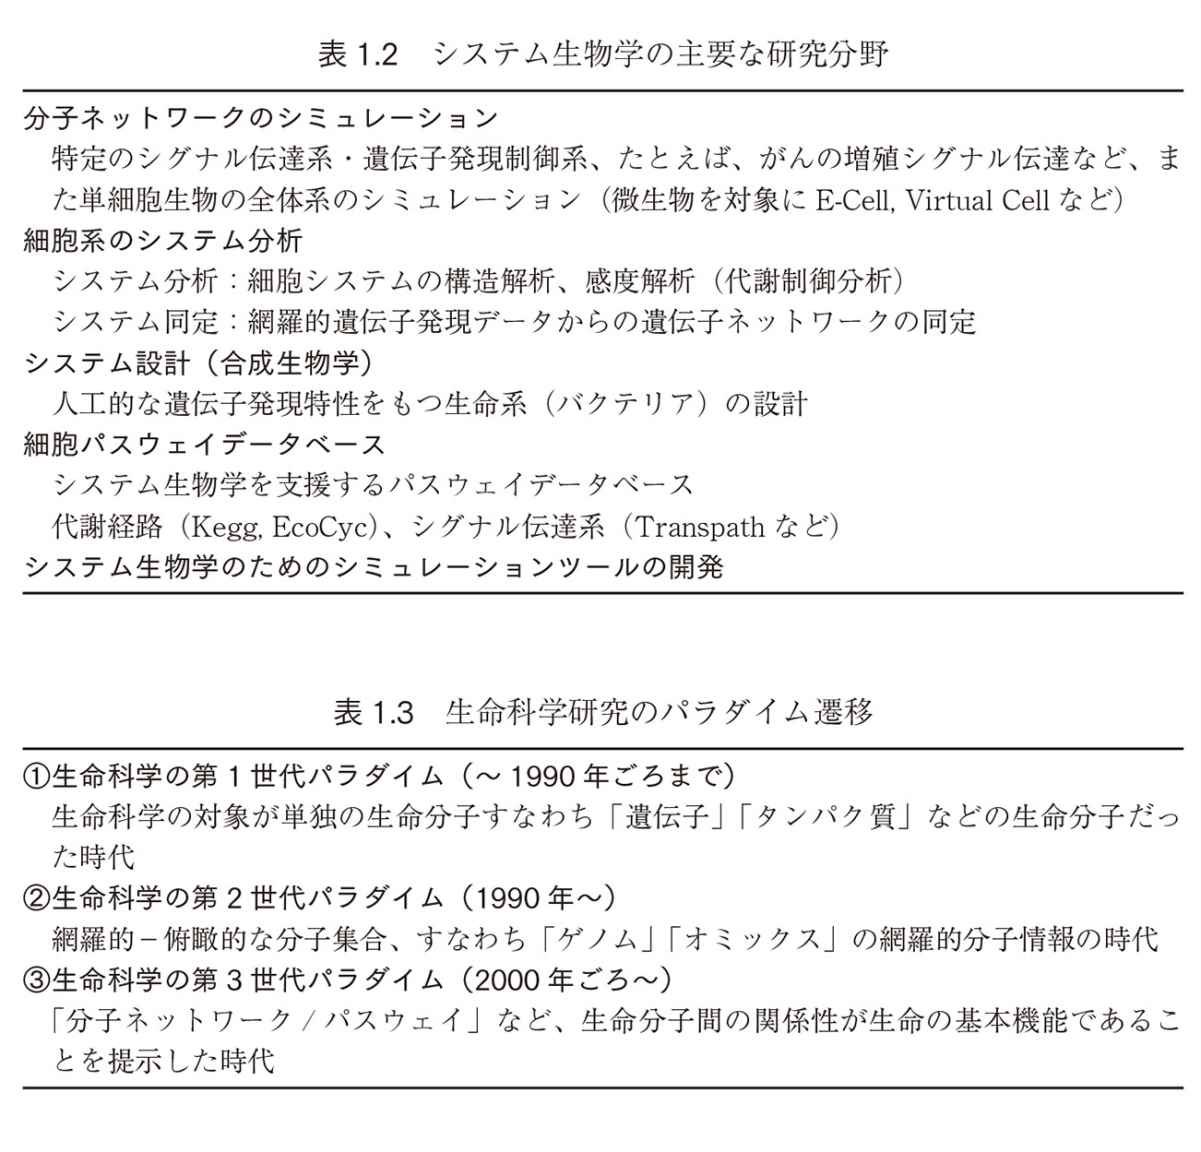 表 1.2　システム生物学の主要な研究分野
分子ネットワークのシミュレーション
特定のシグナル伝達系・遺伝子発現制御系、たとえば、がんの増殖シグナル伝達など、ま
た単細胞生物の全体系のシミュレーション（微生物を対象に E-Cell, Virtual Cell など）
細胞系のシステム分析
システム分析：細胞システムの構造解析、感度解析（代謝制御分析）
システム同定：網羅的遺伝子発現データからの遺伝子ネットワークの同定
システム設計（合成生物学）
人工的な遺伝子発現特性をもつ生命系（バクテリア）の設計
細胞パスウェイデータベース
システム生物学を支援するパスウェイデータベース
代謝経路（Kegg, EcoCyc）、シグナル伝達系（Transpath など）
システム生物学のためのシミュレーションツールの開発
表 1.3　生命科学研究のパラダイム遷移
①生命科学の第 1 世代パラダイム（～ 1990 年ごろまで）
生命科学の対象が単独の生命分子すなわち「遺伝子」「タンパク質」などの生命分子だっ
た時代
②生命科学の第 2 世代パラダイム（1990 年～）
網羅的－俯瞰的な分子集合、すなわち「ゲノム」「オミックス」の網羅的分子情報の時代
③生命科学の第 3 世代パラダイム（2000 年ごろ～）
「分子ネットワーク / パスウェイ」など、生命分子間の関係性が生命の基本機能であるこ
とを提示した時代